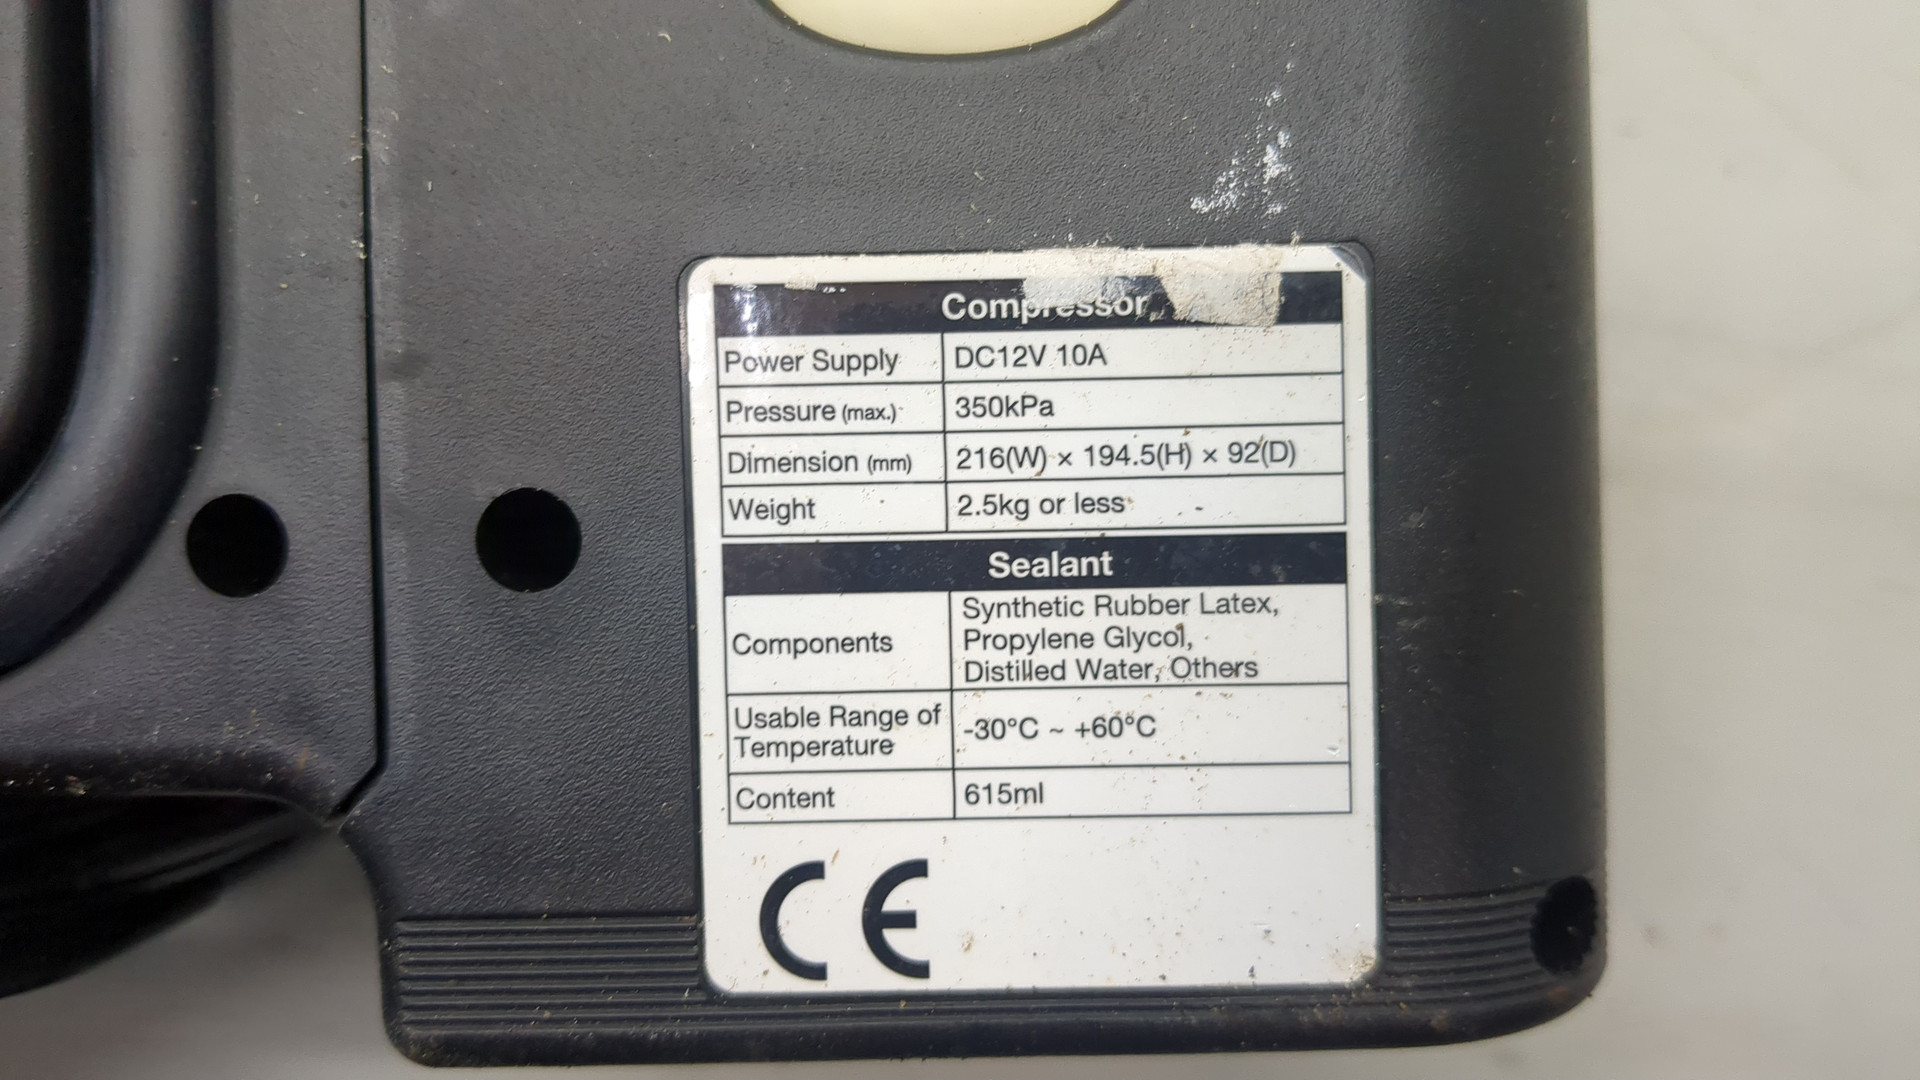 Compressor
Power Supply DC12V 10A
Pressure (max.) 350kPa
Dimension (mm) 216(W) × 194.5(H) × 92(D)
Weight 2.5kg or less
Sealant
Components Synthetic Rubber Latex,
Propylene Glycol,
Distilled Water, Others
Usable Range of
Temperature -30°C ~ +60°C
Content 615ml
CE